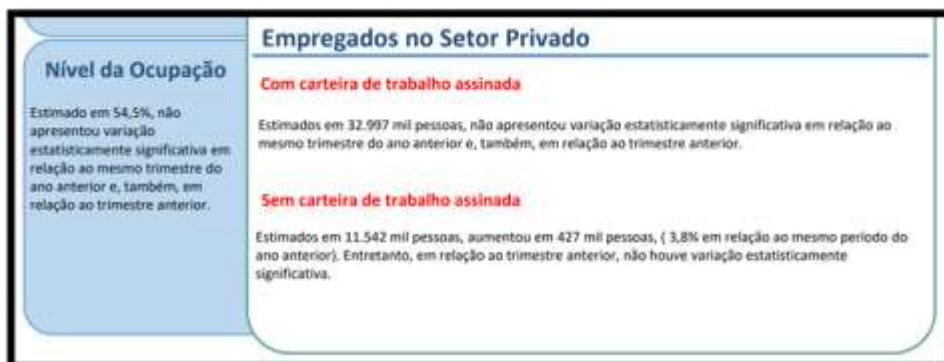 Nível da Ocupação
Estimado em 54,5%, não
apresentou variação
estatisticamente significativa em
relação ao mesmo trimestre do
ano anterior e, também, em
relação ao trimestre anterior.
Empregados no Setor Privado
Com carteira de trabalho assinada
Estimados em 32.997 mil pessoas, não apresentou variação estatisticamente significativa em relação ao
mesmo trimestre do ano anterior e, também, em relação ao trimestre anterior.
Sem carteira de trabalho assinada
Estimados em 11.542 mil pessoas, aumentou em 427 mil pessoas, ( 3,8% em relação ao mesmo período do
ano anterior). Entretanto, em relação ao trimestre anterior, não houve variação estatisticamente
significativa.